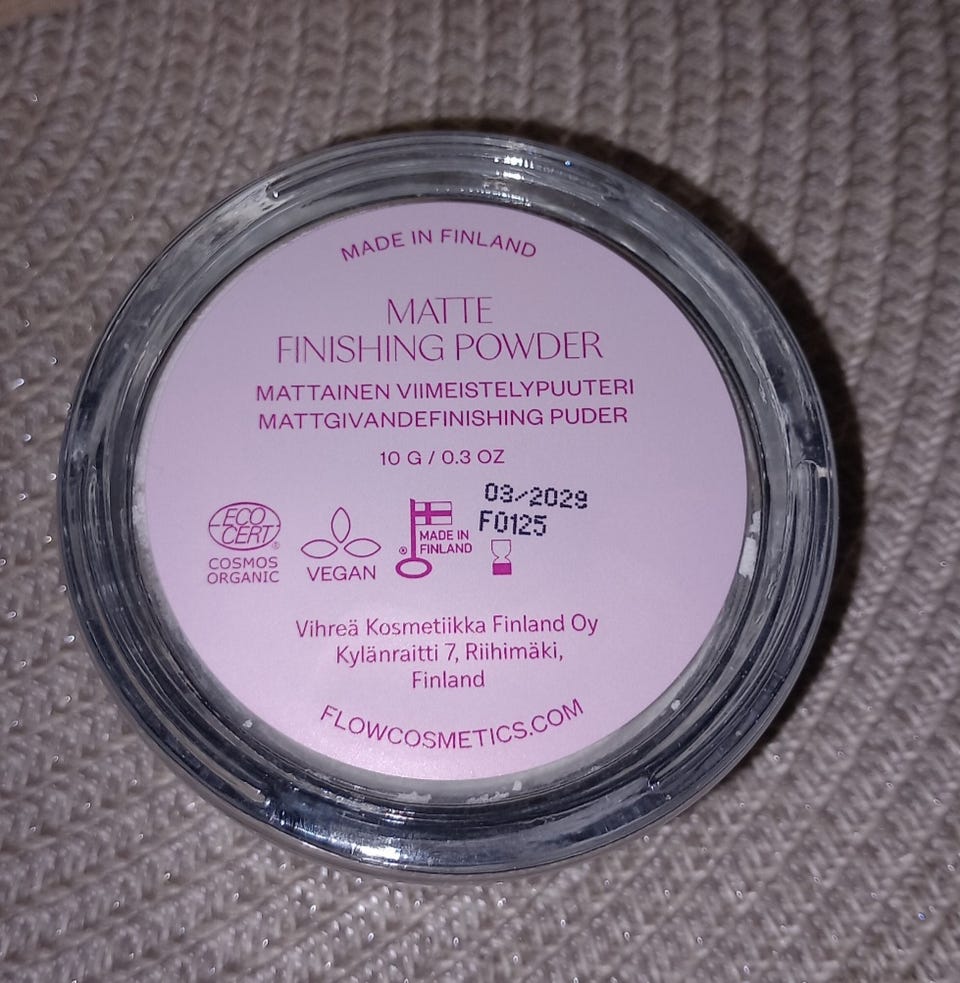 MADE IN FINLAND
MATTE
FINISHING POWDER
MATTAINEN VIIMEISTELYPUUTERI
MATTGIVANDEFINISHING PUDER
10 G / 0.3 OZ
03/2029
F0125
ECO
CERT
®
COSMOS
ORGANIC
VEGAN
®
MADE IN
FINLAND
Vihreä Kosmetiikka Finland Oy
Kylänraitti 7, Riihimäki,
Finland
FLOWCOSMETICS.COM